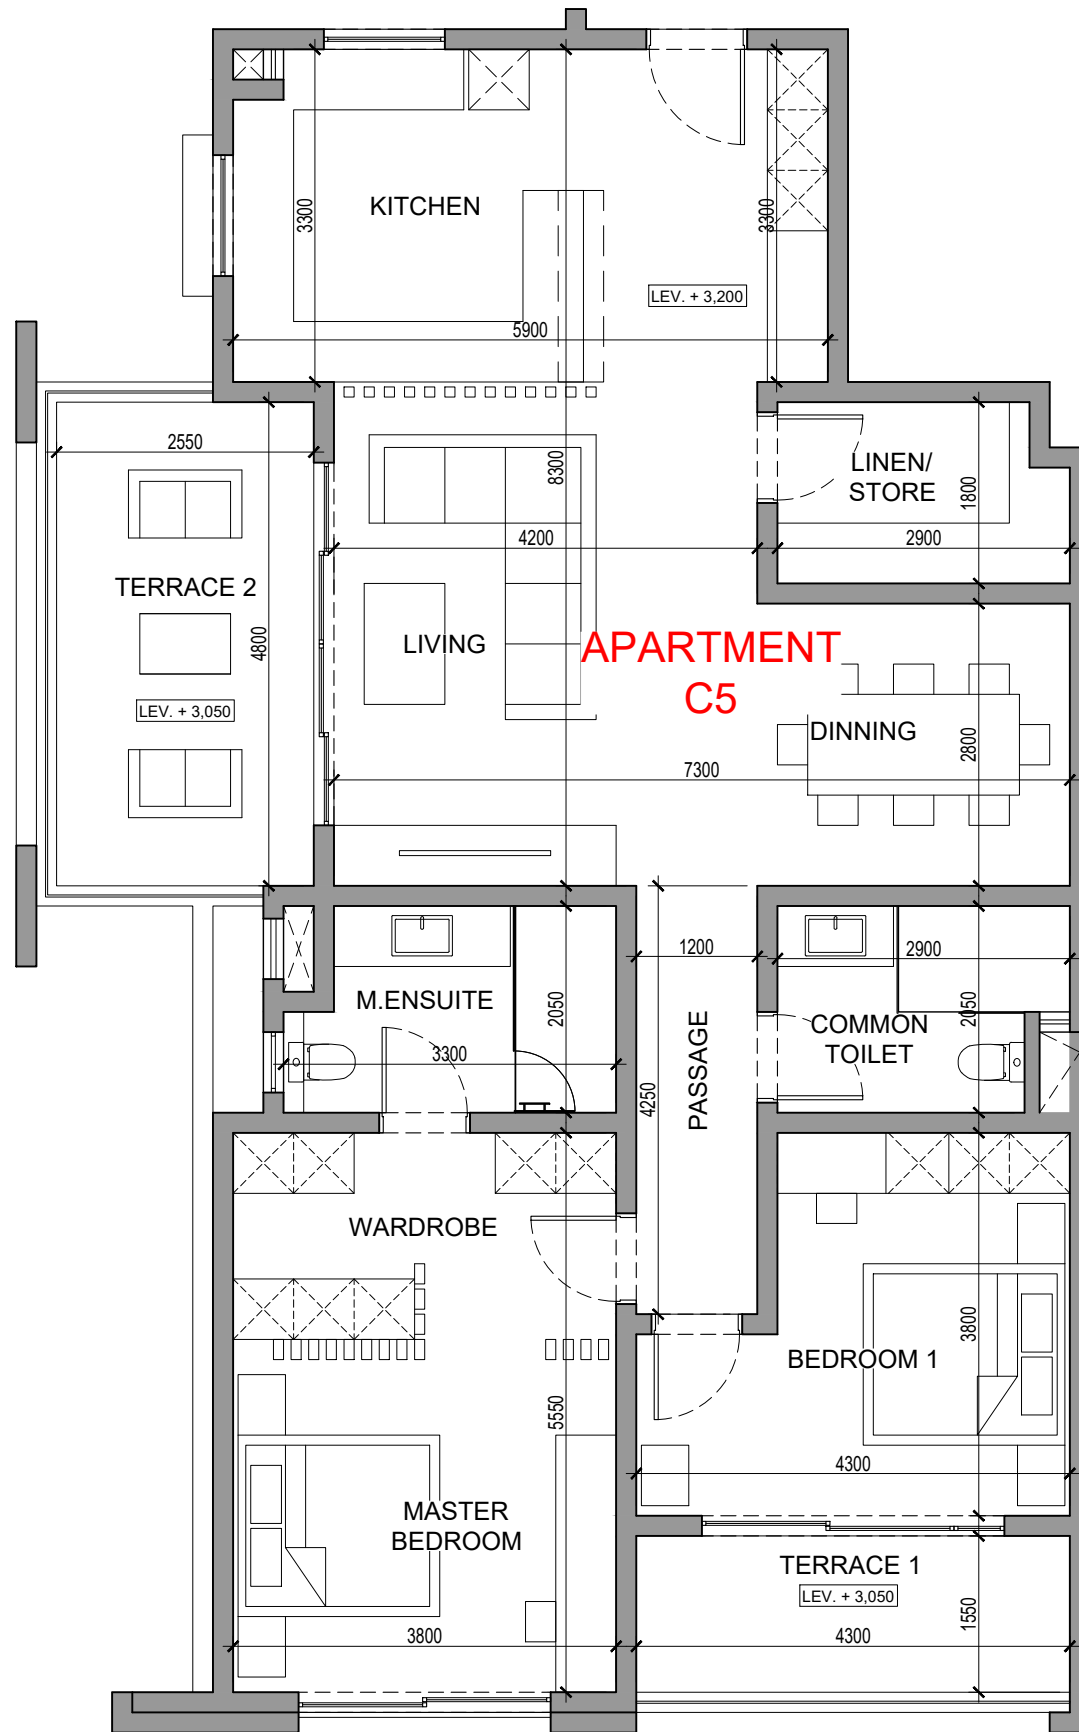 KITCHEN
3300
3300
LEV. + 3,200
5900
2550
8300
LINEN/
STORE
1800
4200
2900
TERRACE 2
4800
LIVING
APARTMENT
C5
LEV. + 3,050
DINNING
2800
7300
1200
2900
M.ENSUITE
2050
PASSAGE
COMMON
TOILET
2050
3300
4250
WARDROBE
3800
BEDROOM 1
5550
4300
MASTER
BEDROOM
TERRACE 1
LEV. + 3,050
1550
3800
4300